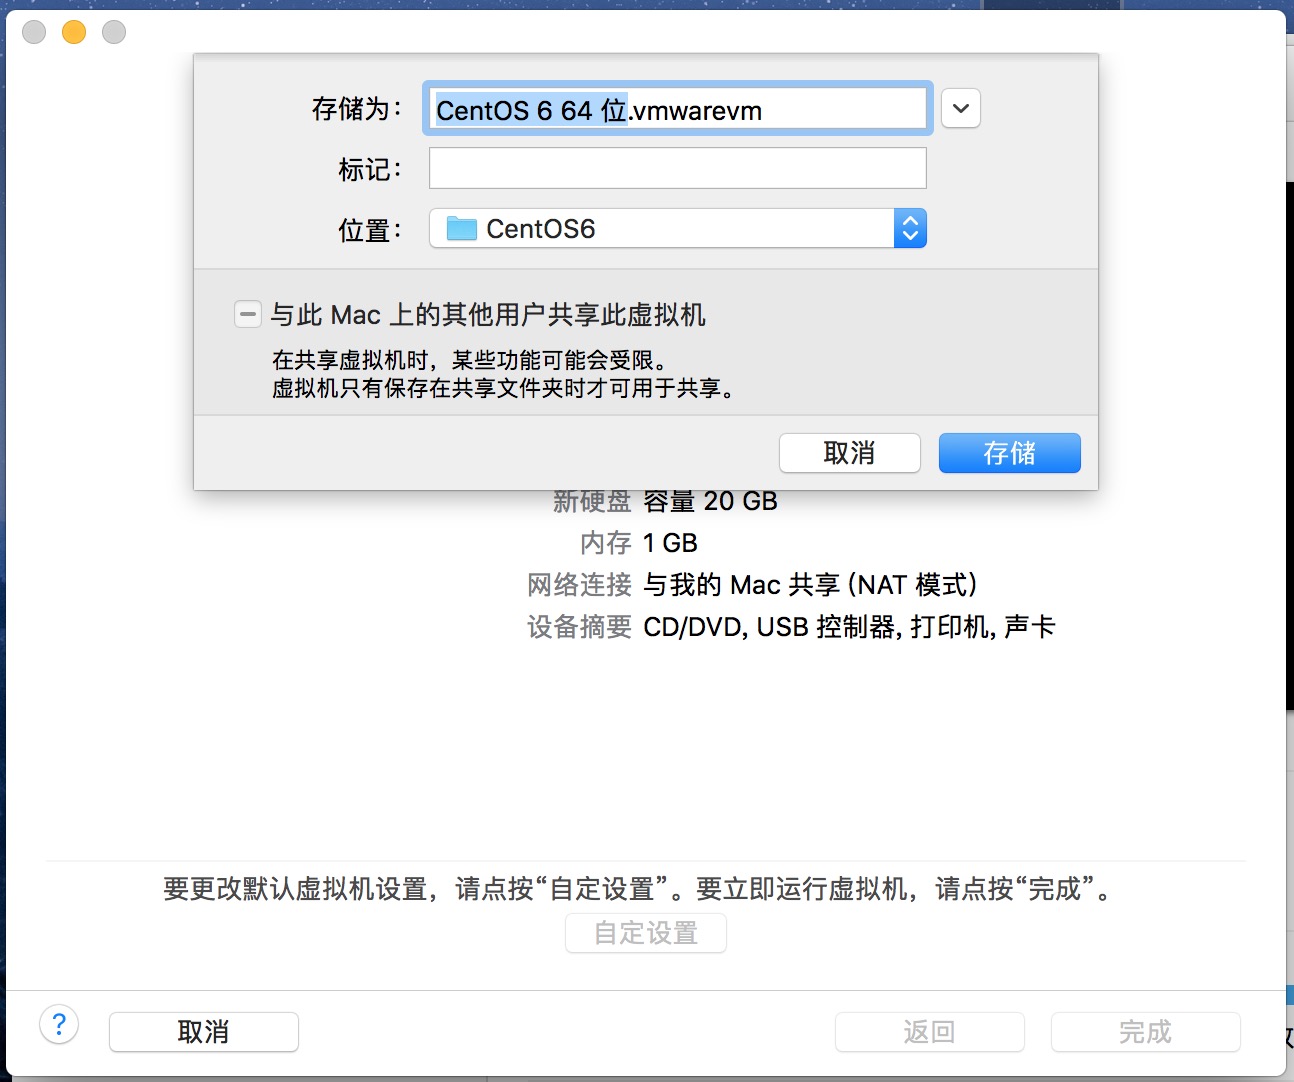 存储为：
CentOS 6 64 位.vmwarevm
标记：
位置：
CentOS6
与此 Mac 上的其他用户共享此虚拟机
在共享虚拟机时，某些功能可能会受限。
虚拟机只有保存在共享文件夹时才可用于共享。
取消 存储
新硬盘 容量 20 GB
内存 1 GB
网络连接 与我的 Mac 共享 (NAT 模式)
设备摘要 CD/DVD, USB 控制器, 打印机, 声卡
要更改默认虚拟机设置，请点按“自定设置”。要立即运行虚拟机，请点按“完成”。
自定设置
? 取消 返回 完成